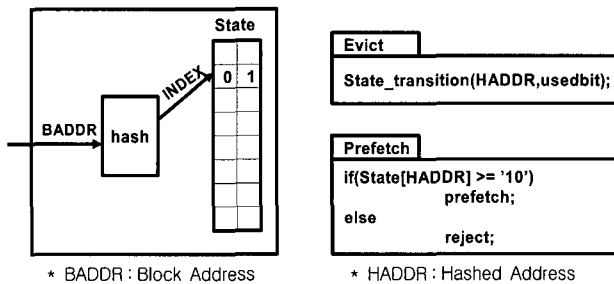 State
0 1
INDEX
BADDR
hash
* BADDR : Block Address
Evict
State_transition(HADDR,usedbit);
Prefetch
if(State[HADDR] >= '10')
prefetch;
else
reject;
* HADDR : Hashed Address